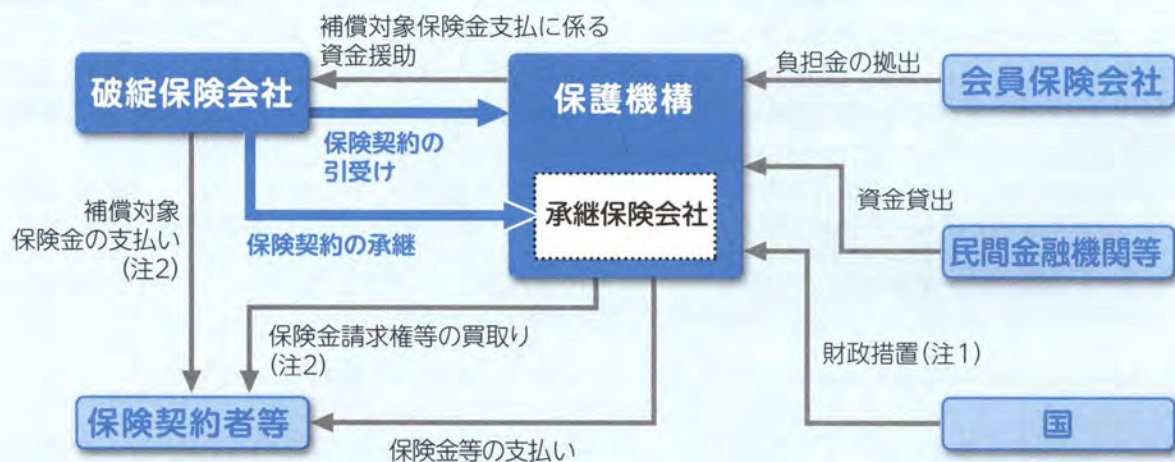 補償対象保険金支払に係る
資金援助
破綻保険会社
保護機構
負担金の拠出
会員保険会社
保険契約の
引受け
承継保険会社
資金貸出
民間金融機関等
補償対象
保険金の支払い
(注2)
保険契約の承継
保険金請求権等の買取り
(注2)
財政措置(注1)
保険契約者等
国
保険金等の支払い